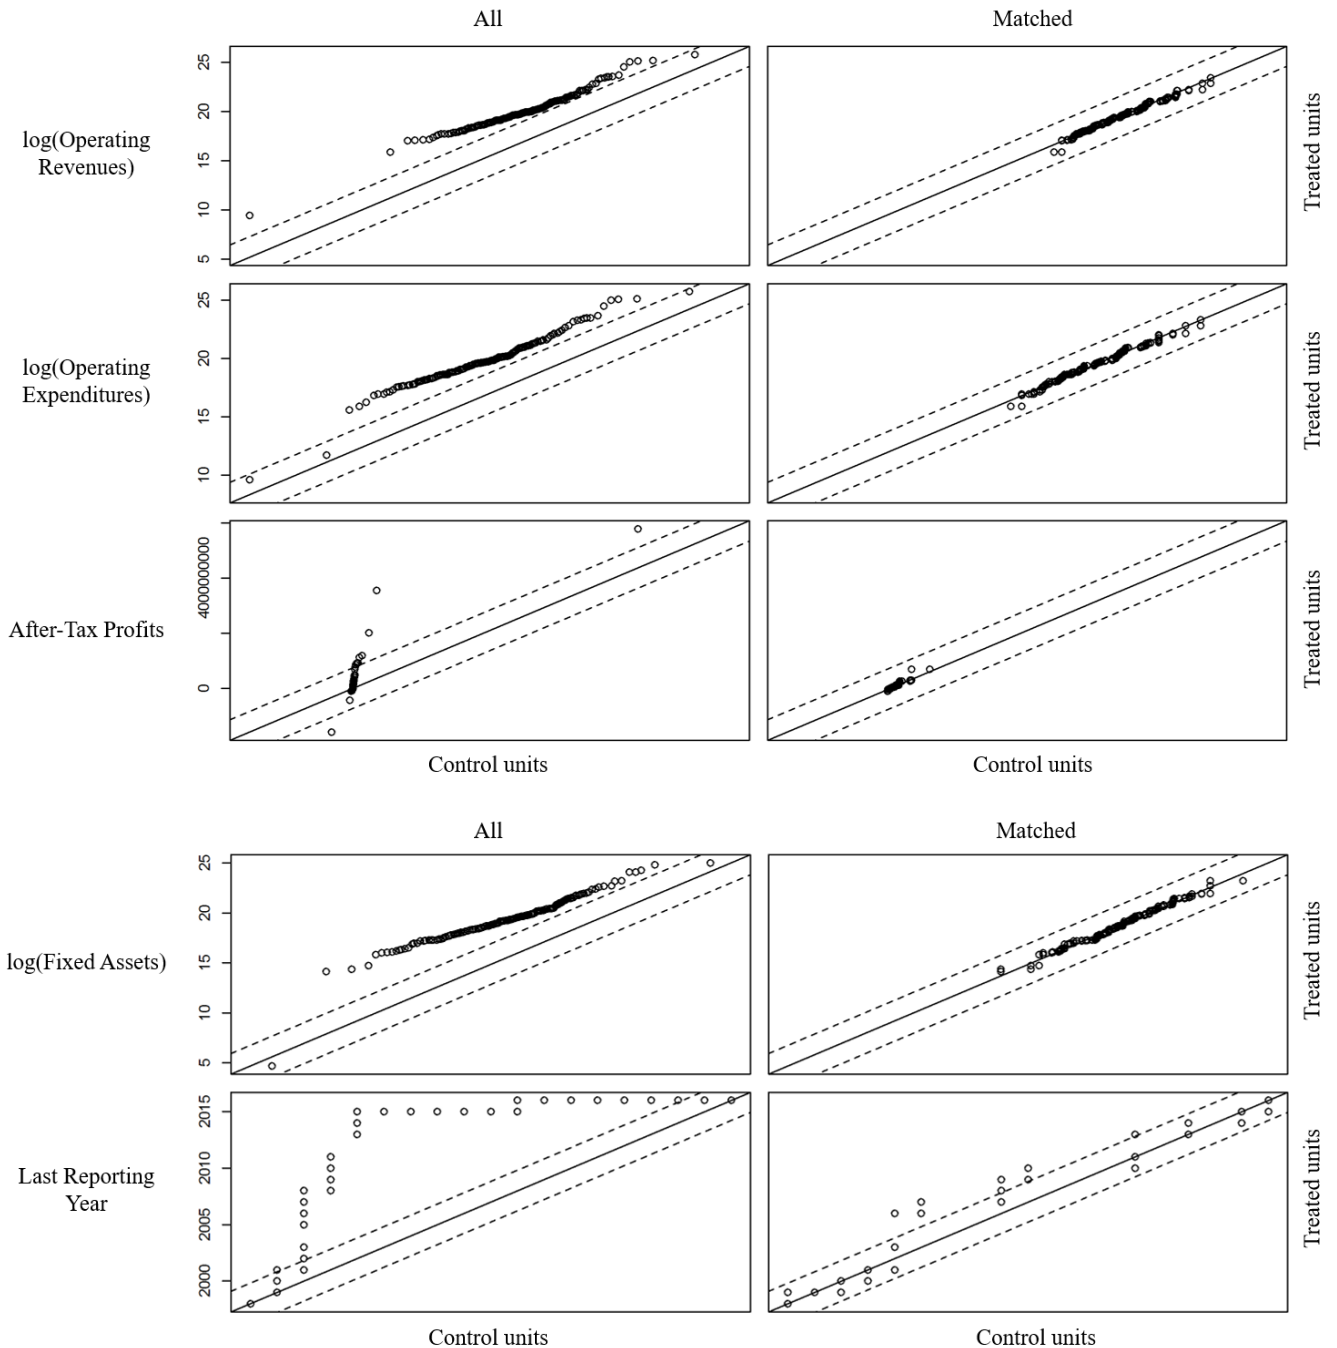 All
Matched
log(Operating
Revenues)
25
20
15
10
5
Treated units
log(Operating
Expenditures)
25
20
15
10
Treated units
After-Tax Profits
40000000000
0
Treated units
Control units
Control units
All
Matched
log(Fixed Assets)
25
20
15
10
5
Treated units
Last Reporting
Year
2015
2010
2005
2000
Treated units
Control units
Control units